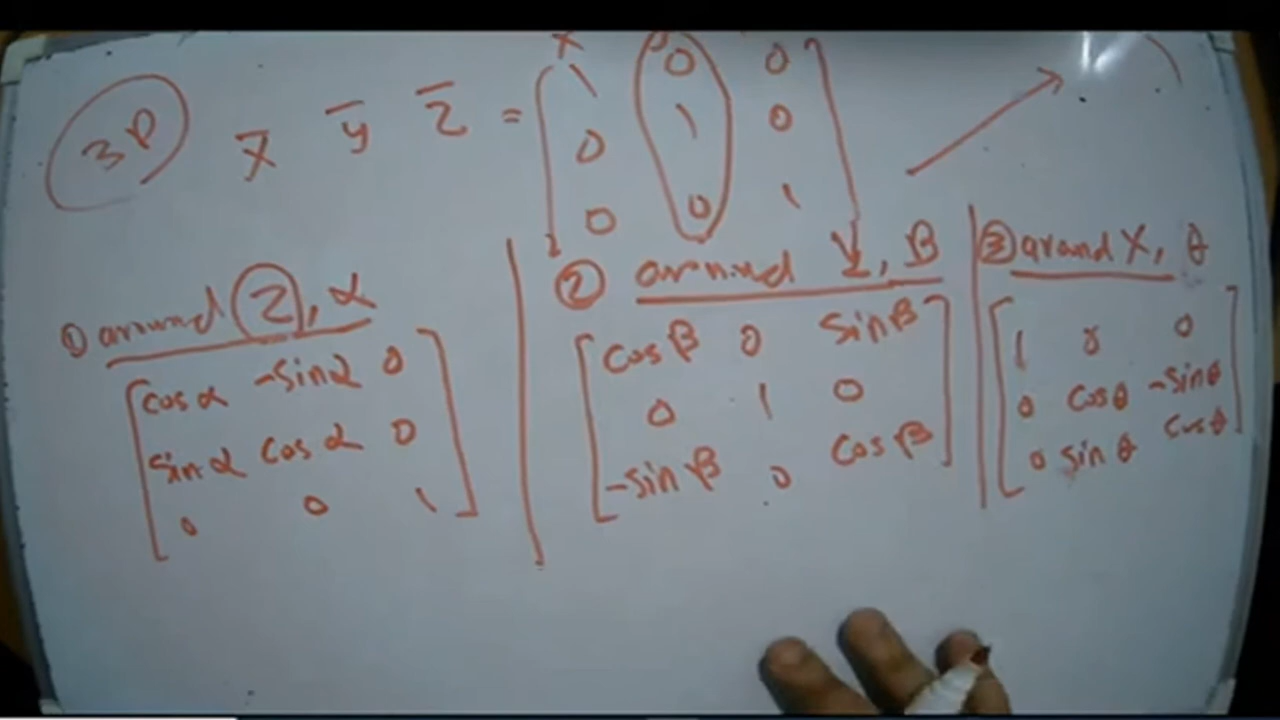 3D x̄ ȳ z̄ = x
[ 1 0 0
0 1 0
0 0 1 ]
① around Z, α
[ cos α -sin α 0
sin α cos α 0
0 0 1 ]
② around Y, β
[ cos β 0 sin β
0 1 0
-sin β 0 cos β ]
③ around X, θ
[ 1 0 0
0 cos θ -sin θ
0 sin θ cos θ ]